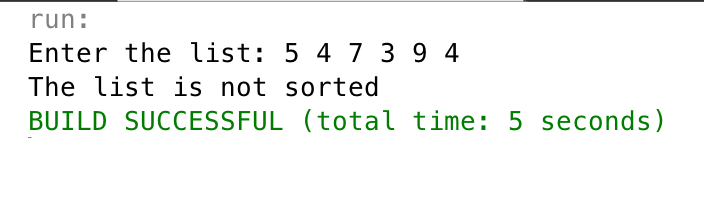 run:
Enter the list: 5 4 7 3 9 4
The list is not sorted
BUILD SUCCESSFUL (total time: 5 seconds)